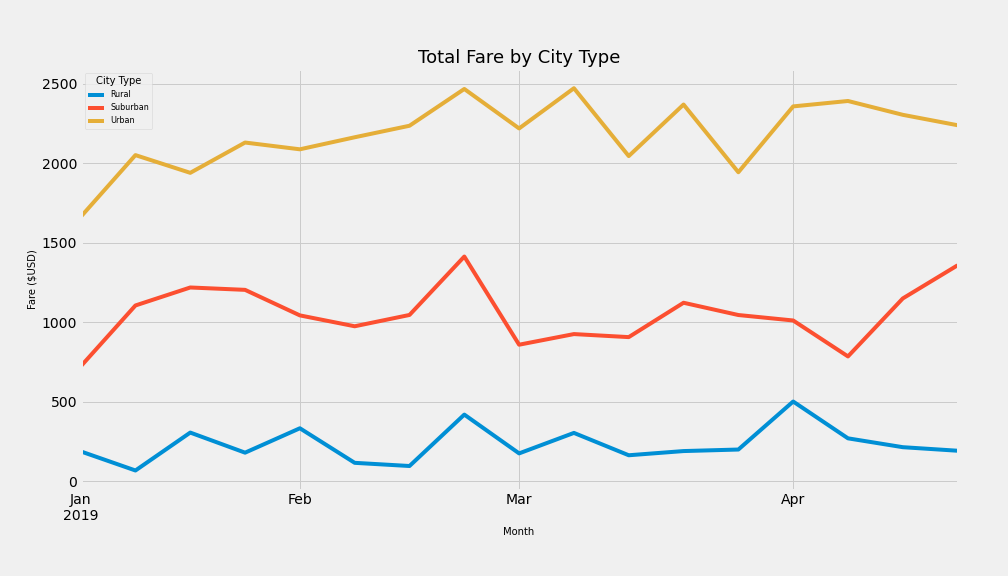 Total Fare by City Type
City Type
Rural
Suburban
Urban
2500
2000
1500
1000
500
0
Fare ($USD)
Jan
2019
Feb
Mar
Apr
Month